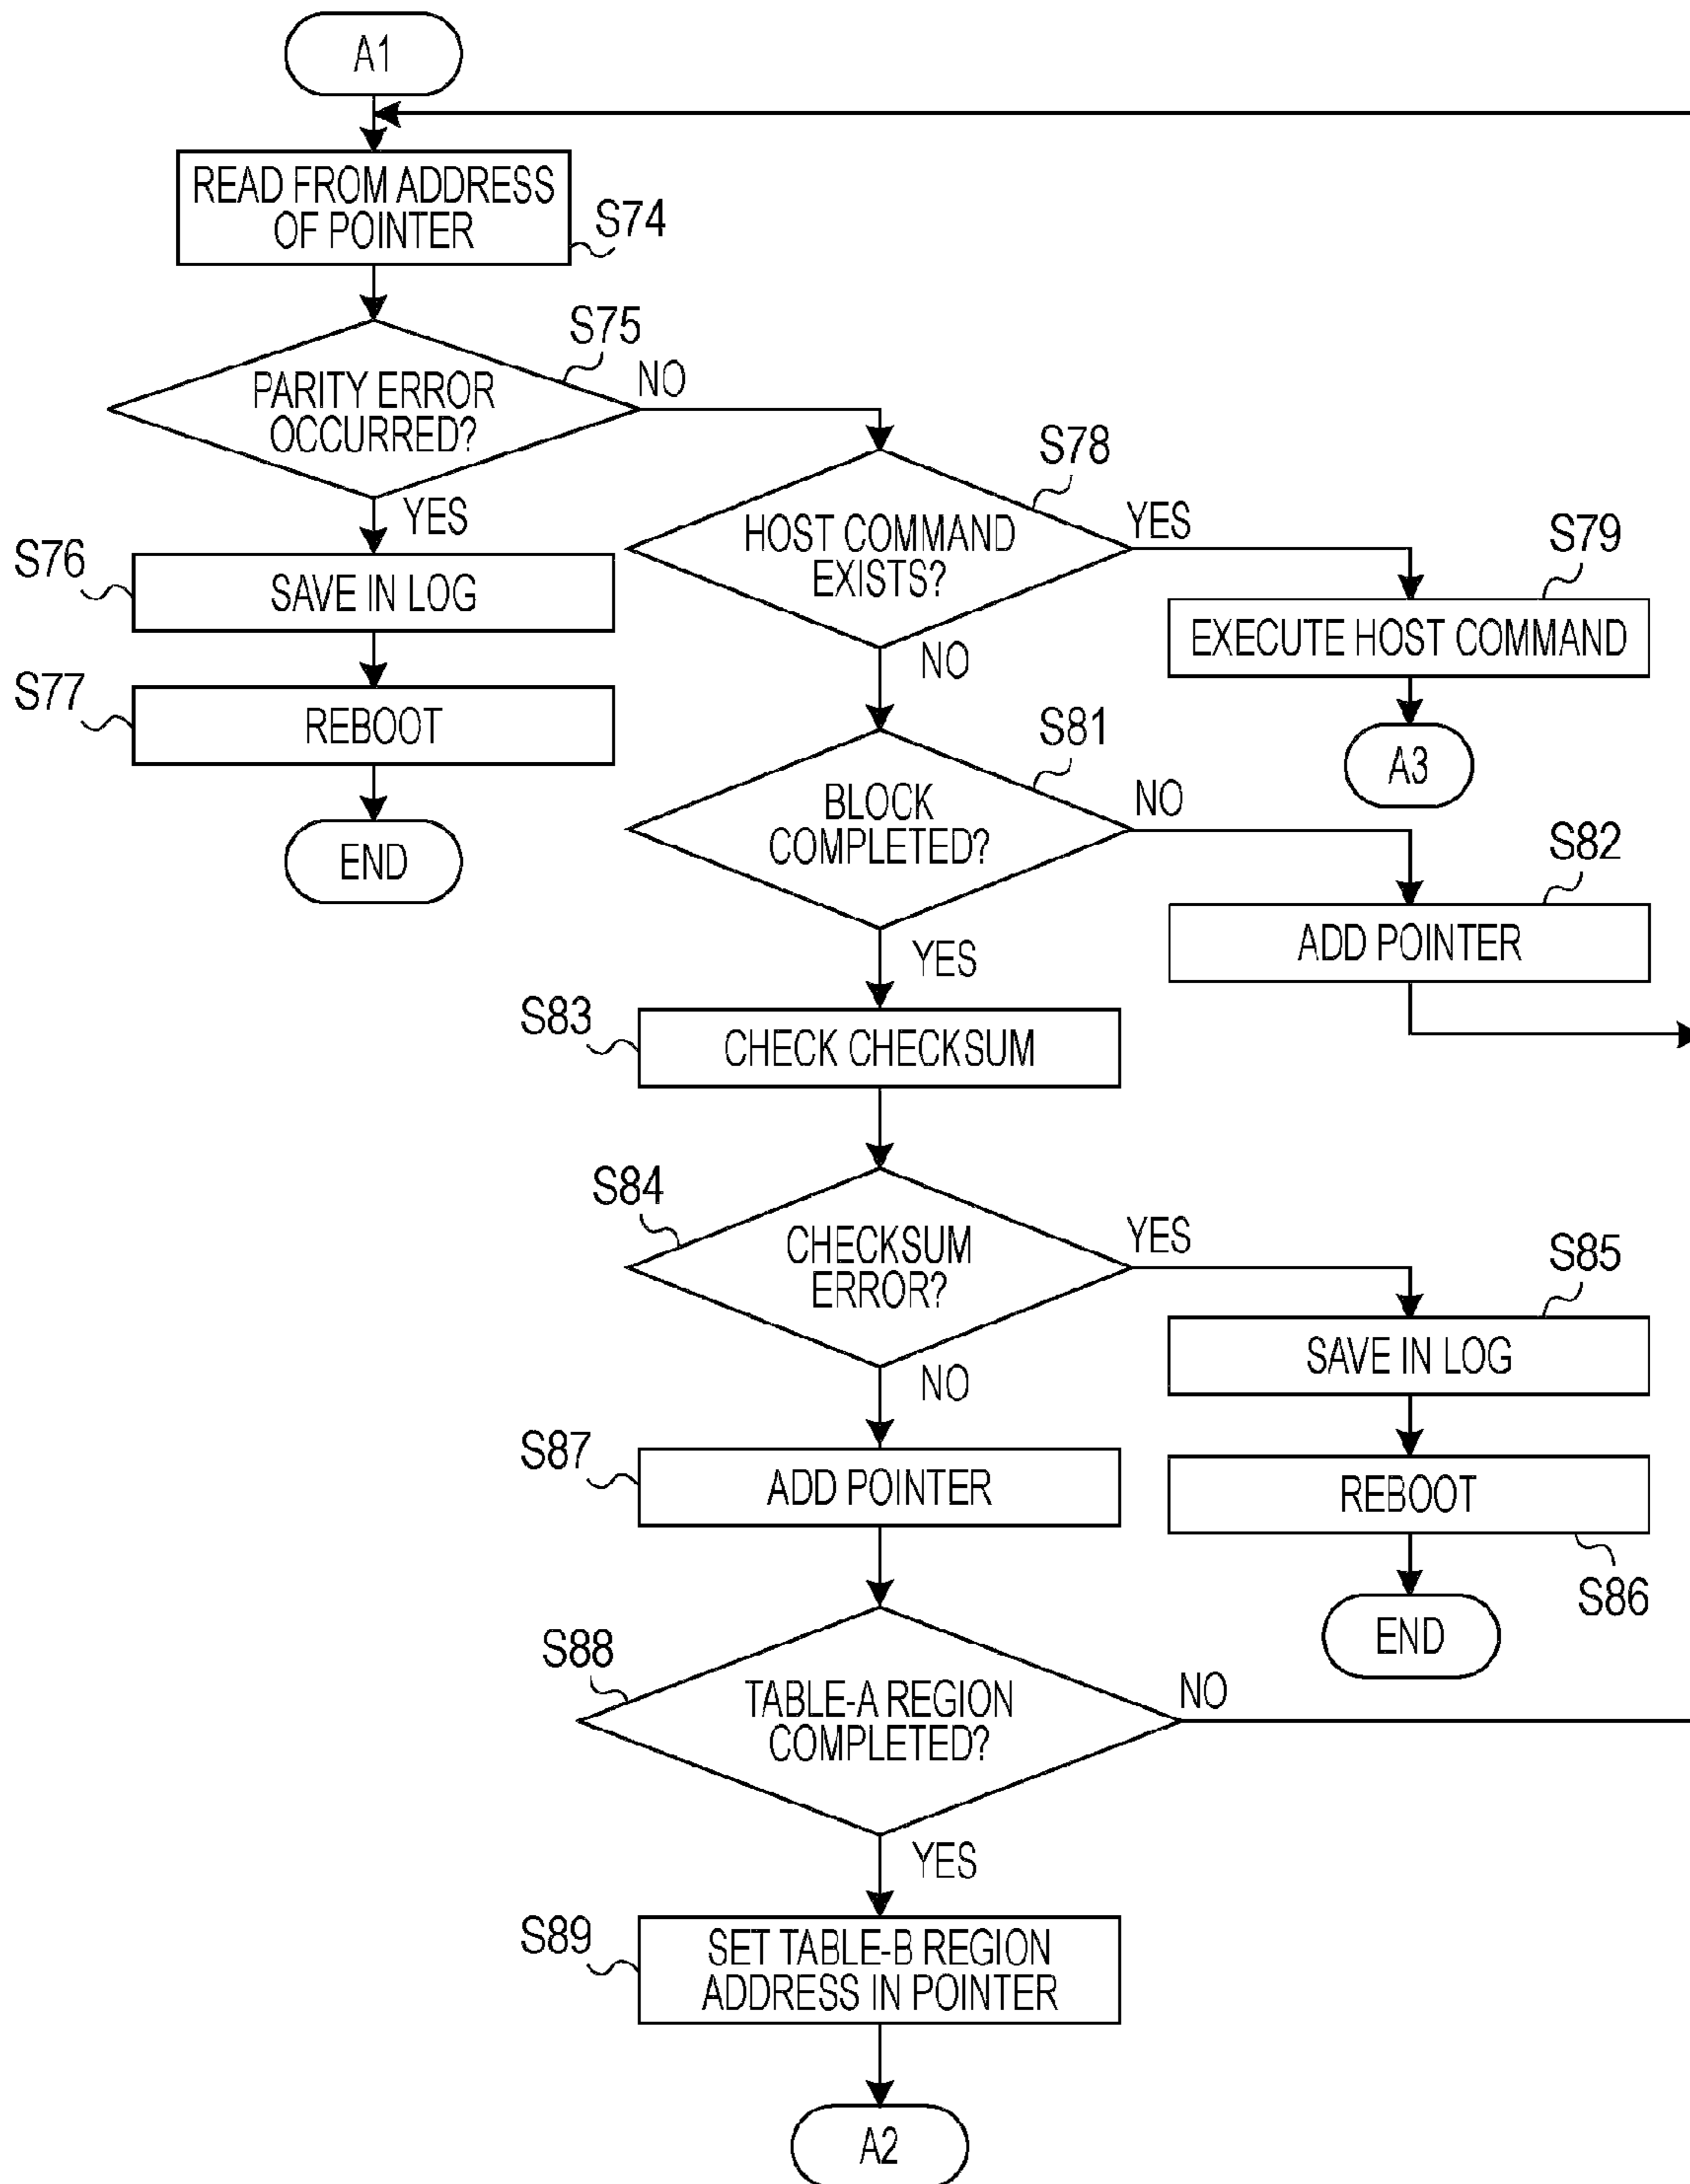 A1
READ FROM ADDRESS
OF POINTER
S74
S75
PARITY ERROR
OCCURRED?
NO
YES
S78
HOST COMMAND
EXISTS?
YES
NO
S76
SAVE IN LOG
S79
EXECUTE HOST COMMAND
S77
REBOOT
A3
END
S81
BLOCK
COMPLETED?
NO
YES
S82
ADD POINTER
S83
CHECK CHECKSUM
S84
CHECKSUM
ERROR?
YES
NO
S85
SAVE IN LOG
S87
ADD POINTER
REBOOT
S86
END
S88
TABLE-A REGION
COMPLETED?
NO
YES
S89
SET TABLE-B REGION
ADDRESS IN POINTER
A2